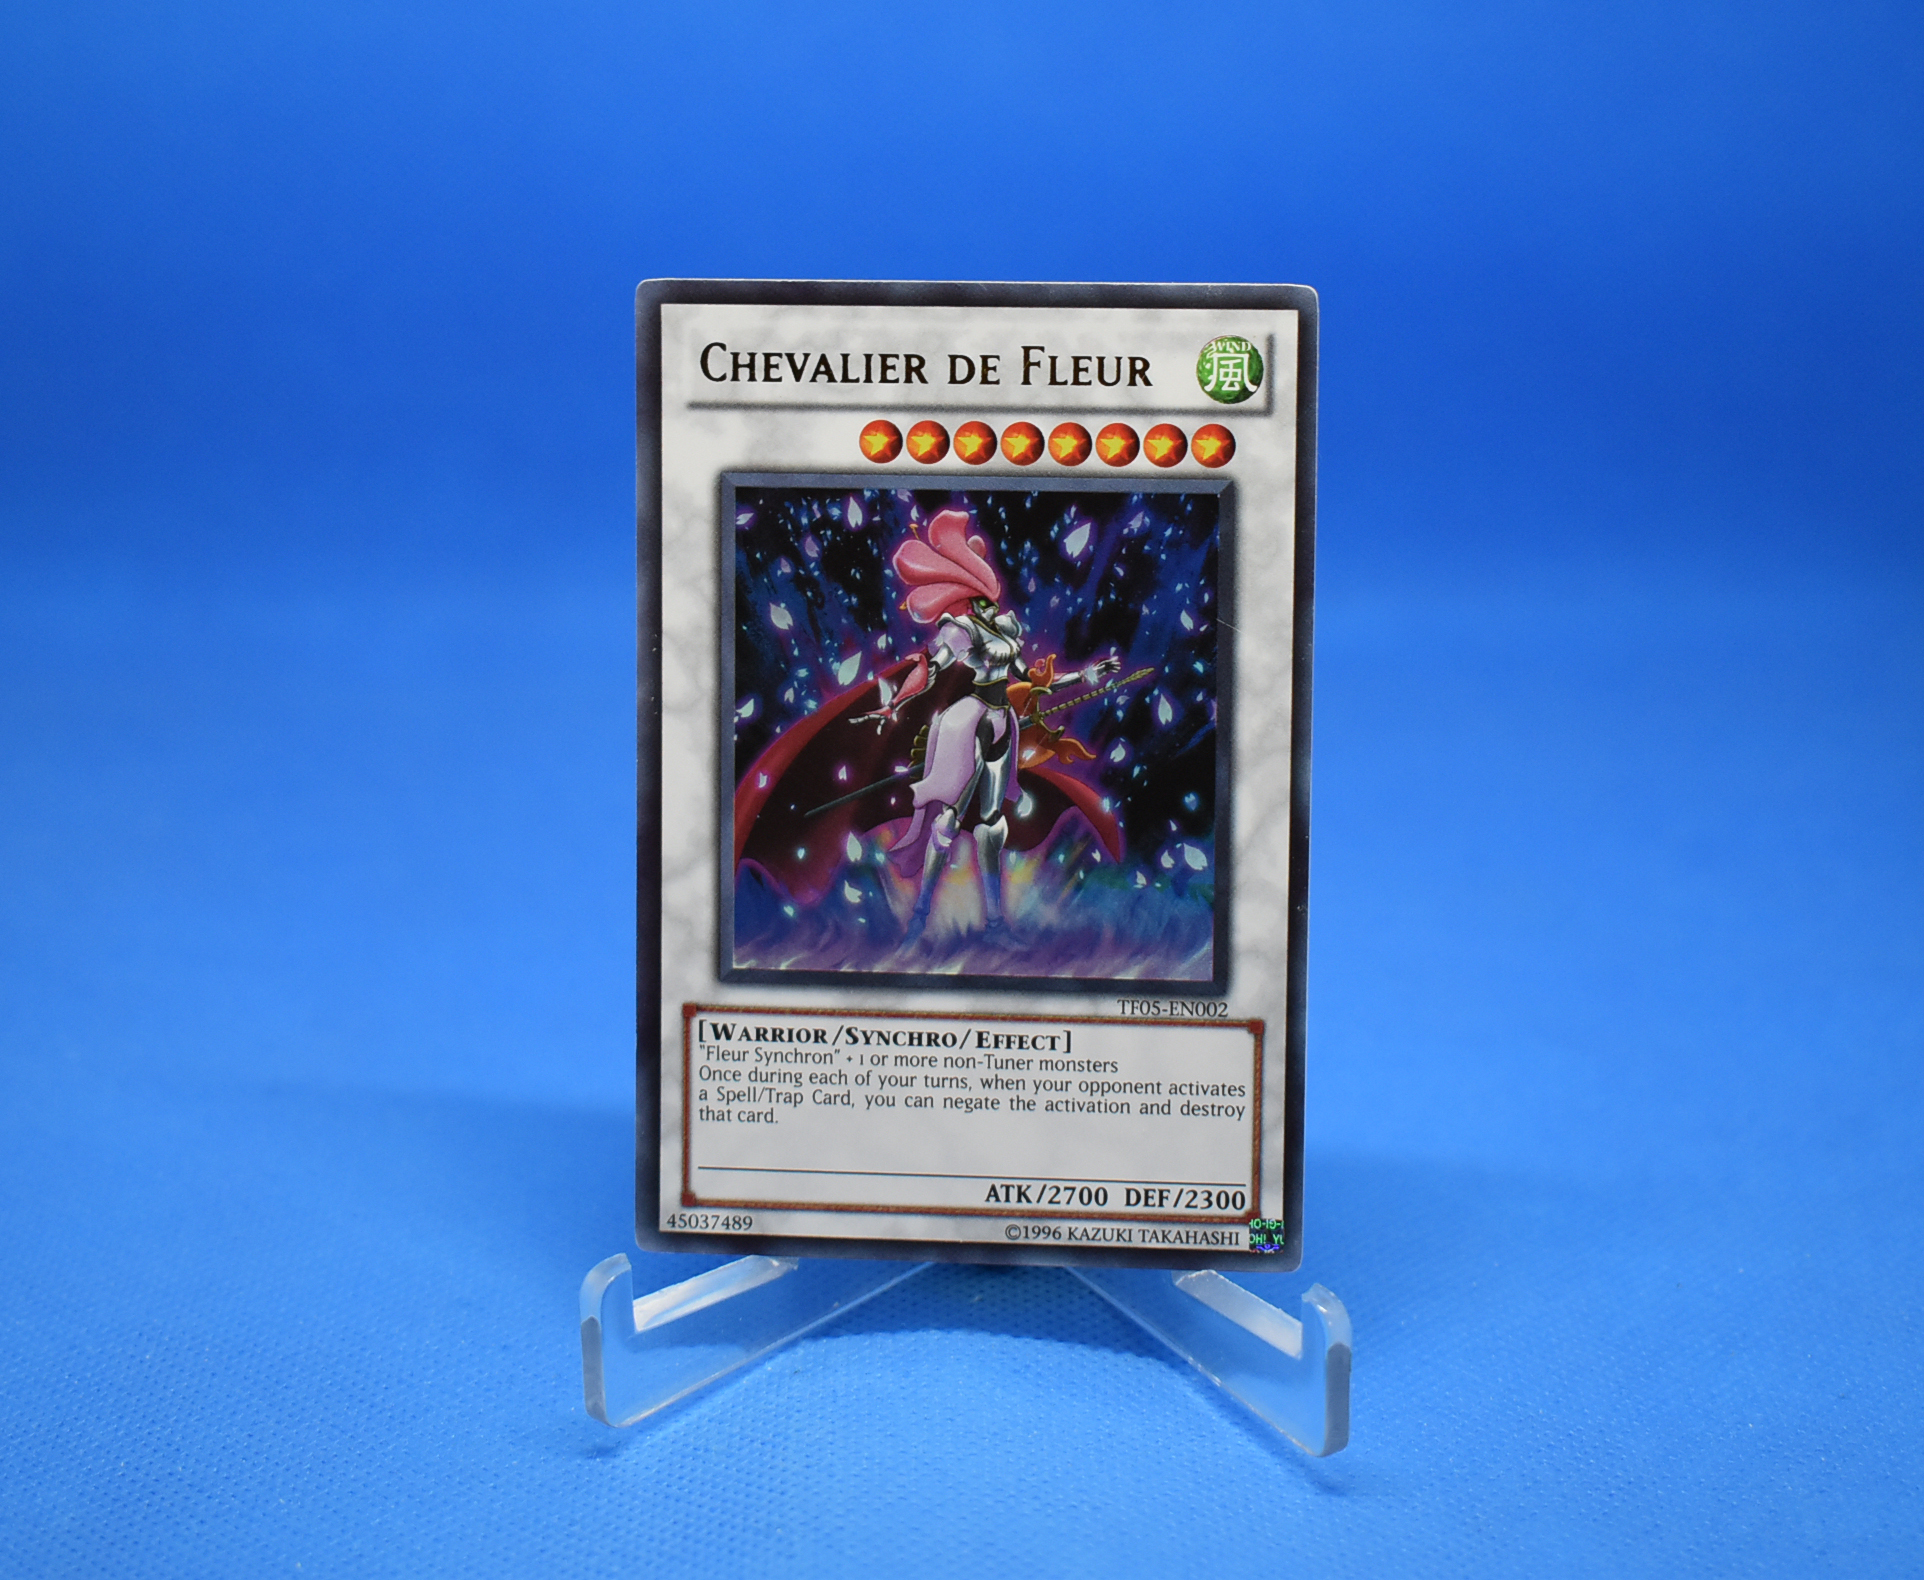 Chevalier de Fleur
WIND
風
TF05-EN002
[Warrior/Synchro/Effect]
"Fleur Synchron" + 1 or more non-Tuner monsters
Once during each of your turns, when your opponent activates
a Spell/Trap Card, you can negate the activation and destroy
that card.
ATK/2700 DEF/2300
45037489
©1996 KAZUKI TAKAHASHI